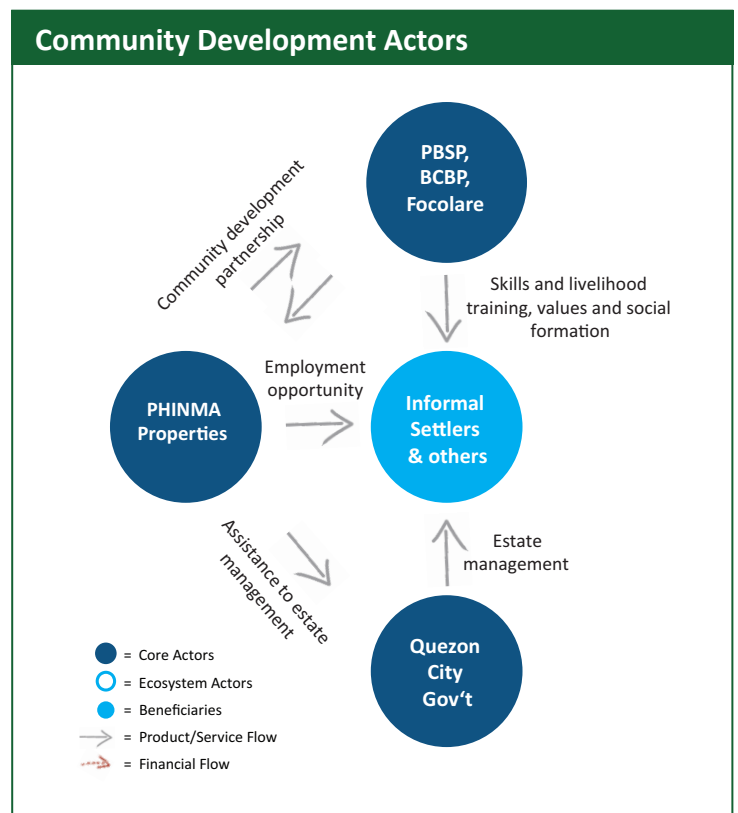 Community Development Actors
PBSP,
BCBP,
Focolare
Community development
partnership
Skills and livelihood
training, values and social
formation
Employment
opportunity
PHINMA
Properties
Informal
Settlers
& others
Assistance to estate
management
Estate
management
Quezon
City
Gov‘t
= Core Actors
= Ecosystem Actors
= Beneficiaries
= Product/Service Flow
= Financial Flow